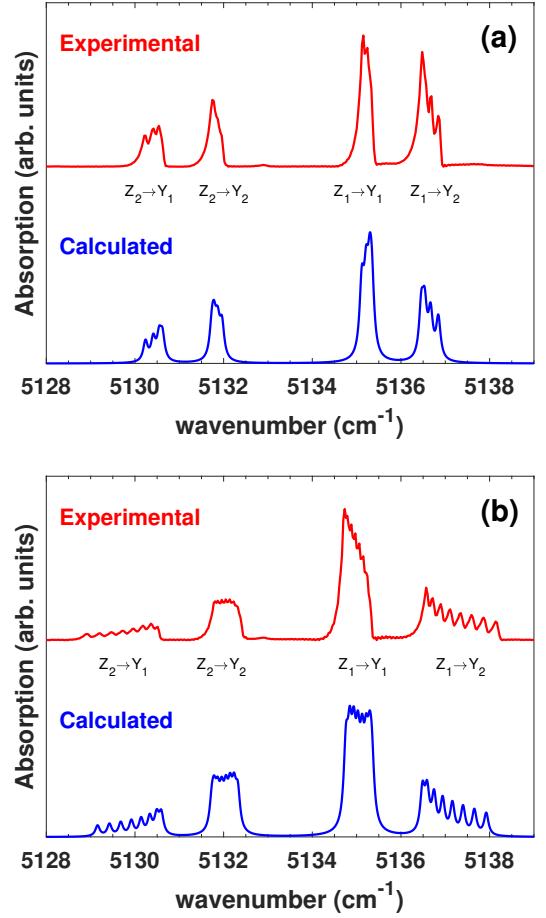 (a)
Experimental
Z₂→Y₁ Z₂→Y₂ Z₁→Y₁ Z₁→Y₂
Calculated
Absorption (arb. units)
5128 5130 5132 5134 5136 5138
wavenumber (cm⁻¹)
(b)
Experimental
Z₂→Y₁ Z₂→Y₂ Z₁→Y₁ Z₁→Y₂
Calculated
Absorption (arb. units)
5128 5130 5132 5134 5136 5138
wavenumber (cm⁻¹)